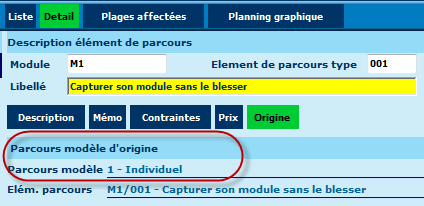 Liste Detail Plages affectées Planning graphique
Description élément de parcours
Module M1 Element de parcours type 001
Libellé Capturer son module sans le blesser
Description Mémo Contraintes Prix Origine
Parcours modèle d'origine
Parcours modèle 1 - Individuel
Elém. parcours M1/001 - Capturer son module sans le blesser